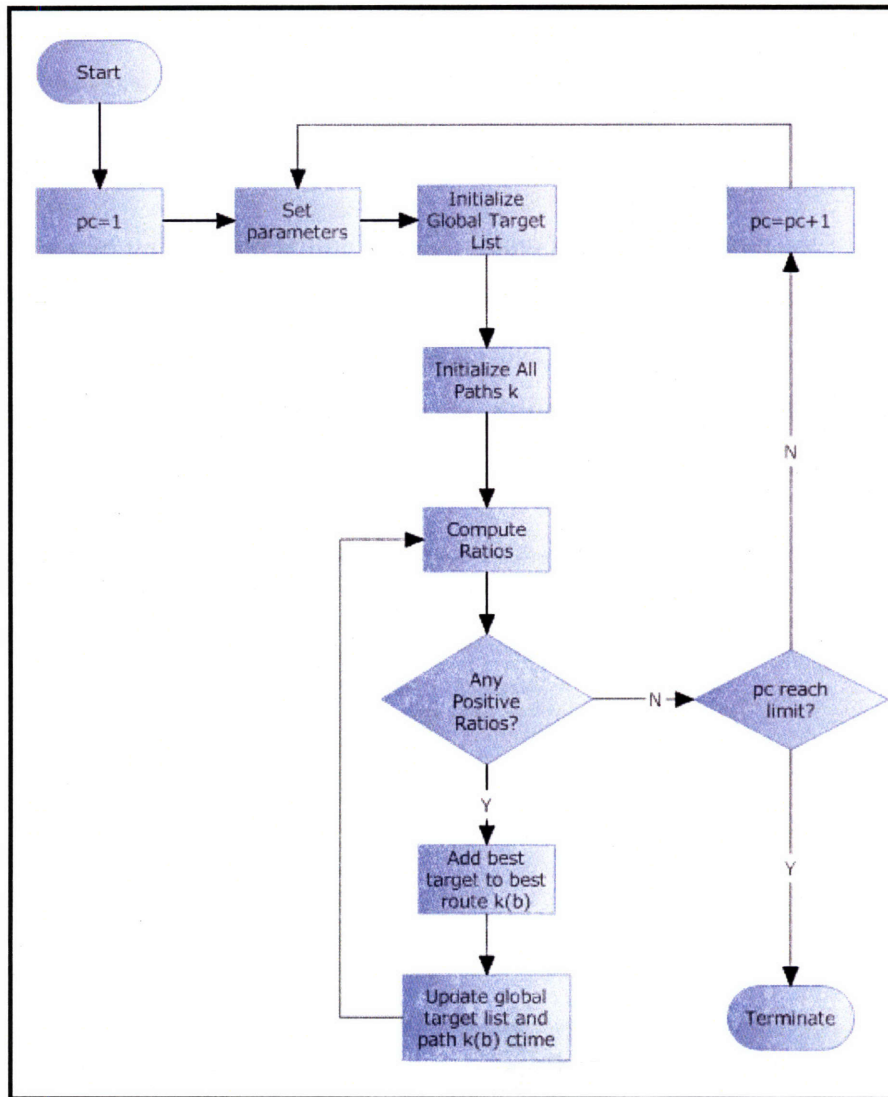 Start
pc=1
Set
parameters
Initialize
Global Target
List
pc=pc+1
Initialize All
Paths k
N
Compute
Ratios
Any
Positive
Ratios?
N
pc reach
limit?
Y
Add best
target to best
route k(b)
Y
Update global
target list and
path k(b) ctime
Terminate